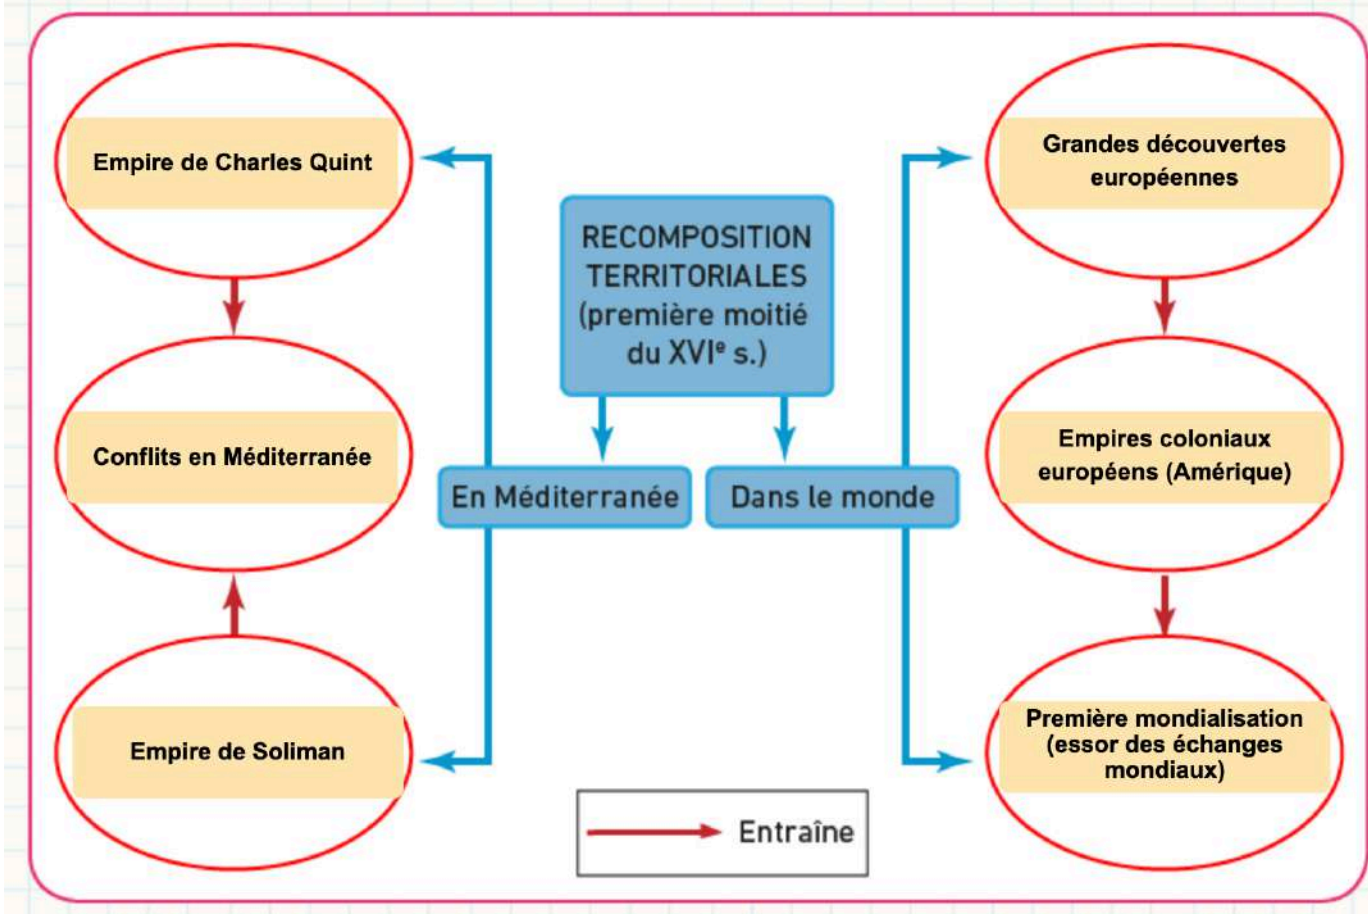 Empire de Charles Quint
Conflits en Méditerranée
Empire de Soliman
RECOMPOSITION
TERRITORIALES
(première moitié
du XVIe s.)
En Méditerranée
Dans le monde
Grandes découvertes
européennes
Empires coloniaux
européens (Amérique)
Première mondialisation
(essor des échanges
mondiaux)
Entraîne